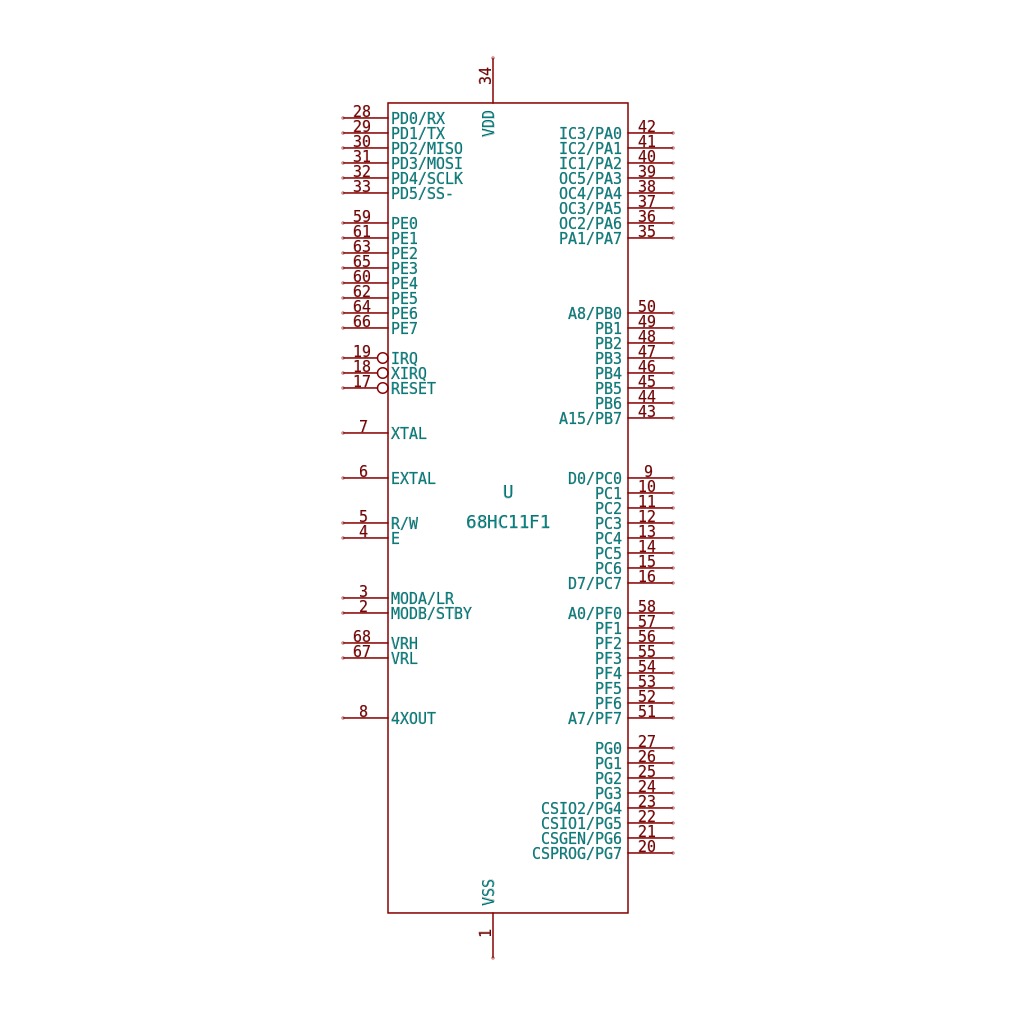 34
VDD
28 PD0/RX
29 PD1/TX
30 PD2/MISO
31 PD3/MOSI
32 PD4/SCLK
33 PD5/SS-
59 PE0
61 PE1
63 PE2
65 PE3
60 PE4
62 PE5
64 PE6
66 PE7
19 IRQ
18 XIRQ
17 RESET
7 XTAL
6 EXTAL
5 R/W
4 E
3 MODA/LR
2 MODB/STBY
68 VRH
67 VRL
8 4XOUT
U
68HC11F1
IC3/PA0 42
IC2/PA1 41
IC1/PA2 40
OC5/PA3 39
OC4/PA4 38
OC3/PA5 37
OC2/PA6 36
PA1/PA7 35
A8/PB0 50
PB1 49
PB2 48
PB3 47
PB4 46
PB5 45
PB6 44
A15/PB7 43
D0/PC0 9
PC1 10
PC2 11
PC3 12
PC4 13
PC5 14
PC6 15
D7/PC7 16
A0/PF0 58
PF1 57
PF2 56
PF3 55
PF4 54
PF5 53
PF6 52
A7/PF7 51
PG0 27
PG1 26
PG2 25
PG3 24
CSIO2/PG4 23
CSIO1/PG5 22
CSGEN/PG6 21
CSPROG/PG7 20
VSS
1